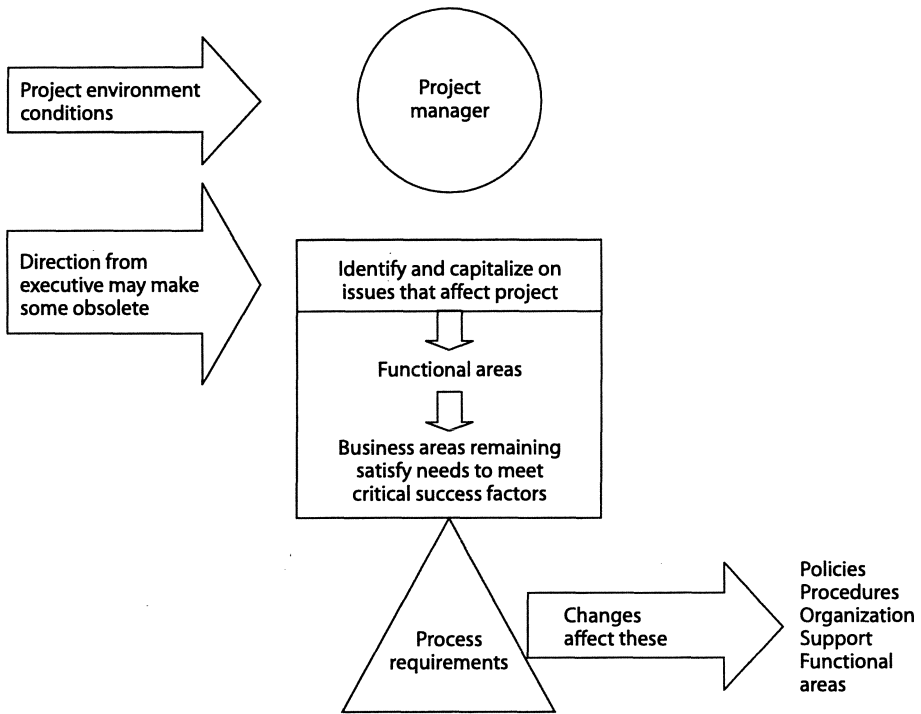 Project environment
conditions
Project
manager
Direction from
executive may make
some obsolete
Identify and capitalize on
issues that affect project
Functional areas
Business areas remaining
satisfy needs to meet
critical success factors
Process
requirements
Changes
affect these
Policies
Procedures
Organization
Support
Functional
areas